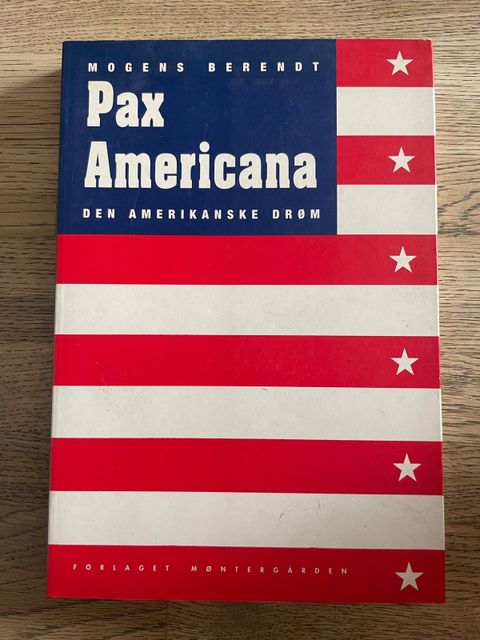 MOGENS BERENDT
Pax
Americana
DEN AMERIKANSKE DRØM
FORLAGET MØNTERGÅRDEN